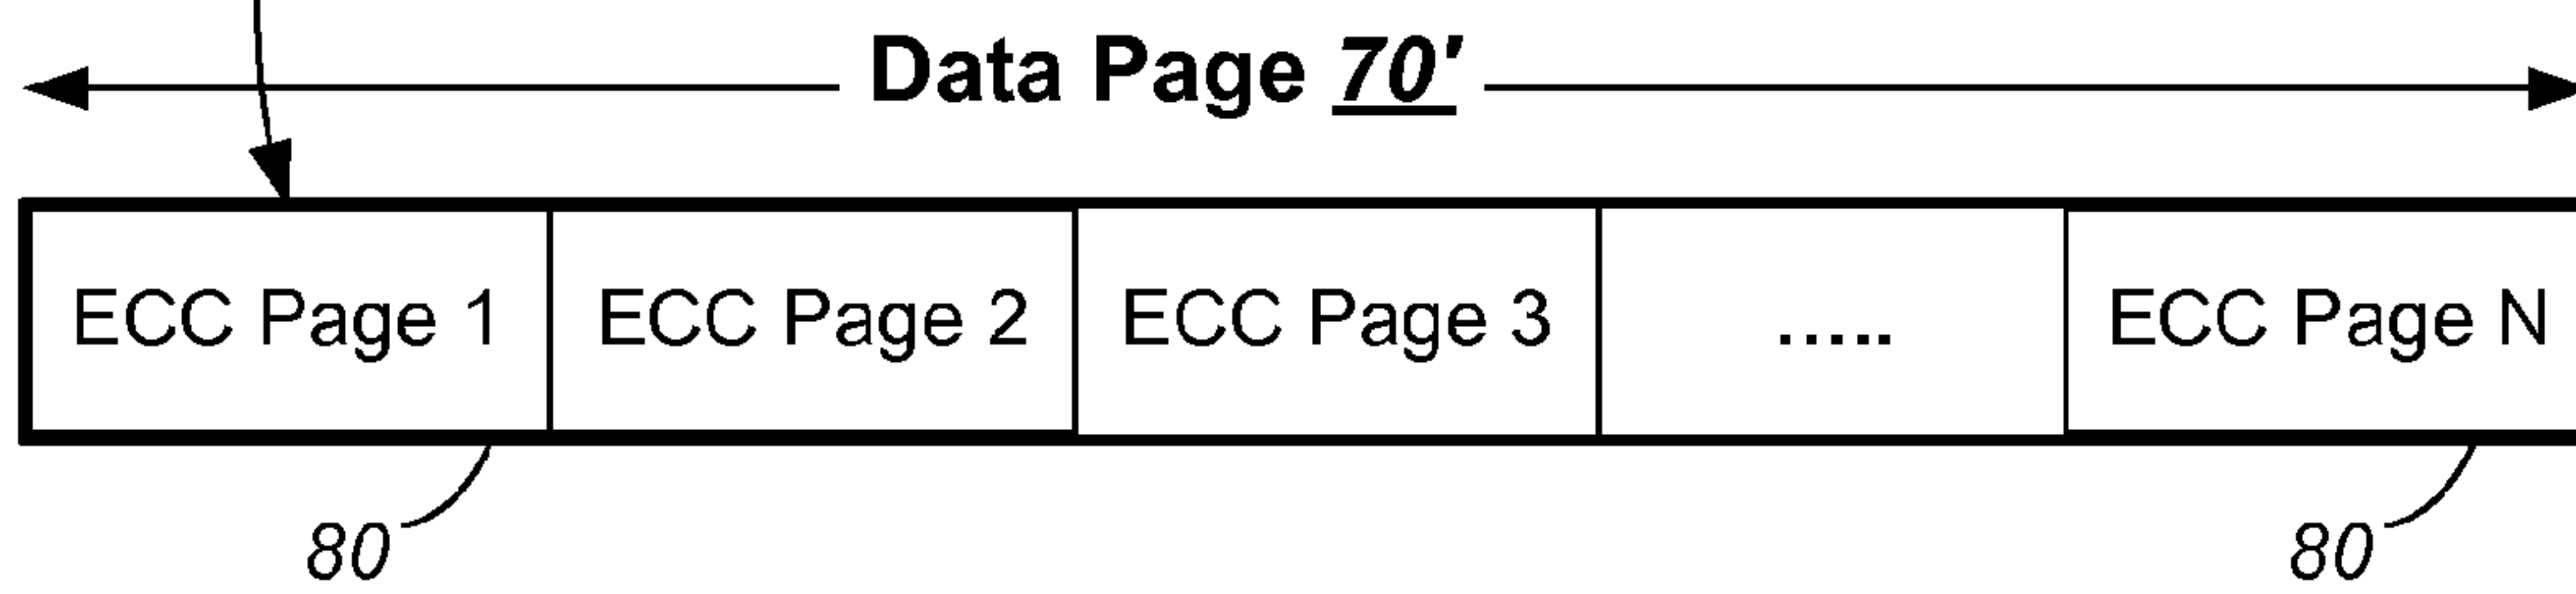 Data Page 70'
ECC Page 1 ECC Page 2 ECC Page 3 ..... ECC Page N
80 80